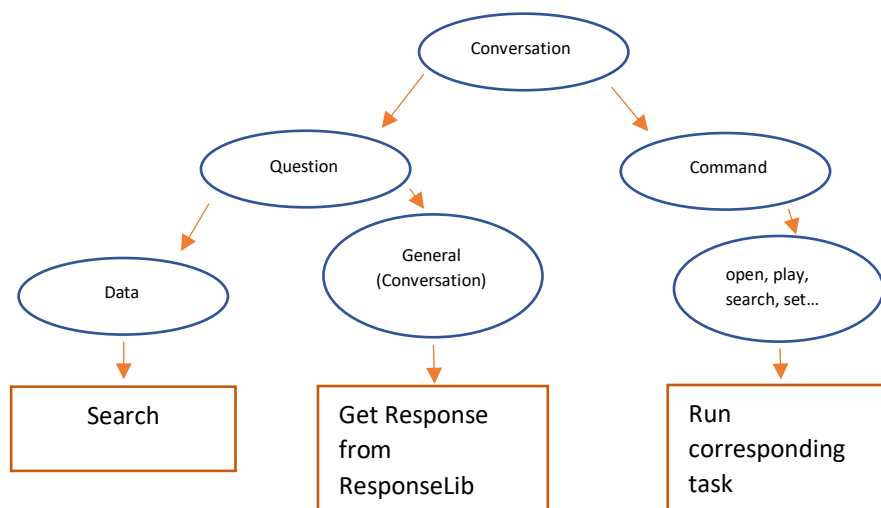 Conversation
Question
Command
General
(Conversation)
Data
open, play,
search, set...
Search
Get Response
from
ResponseLib
Run
corresponding
task